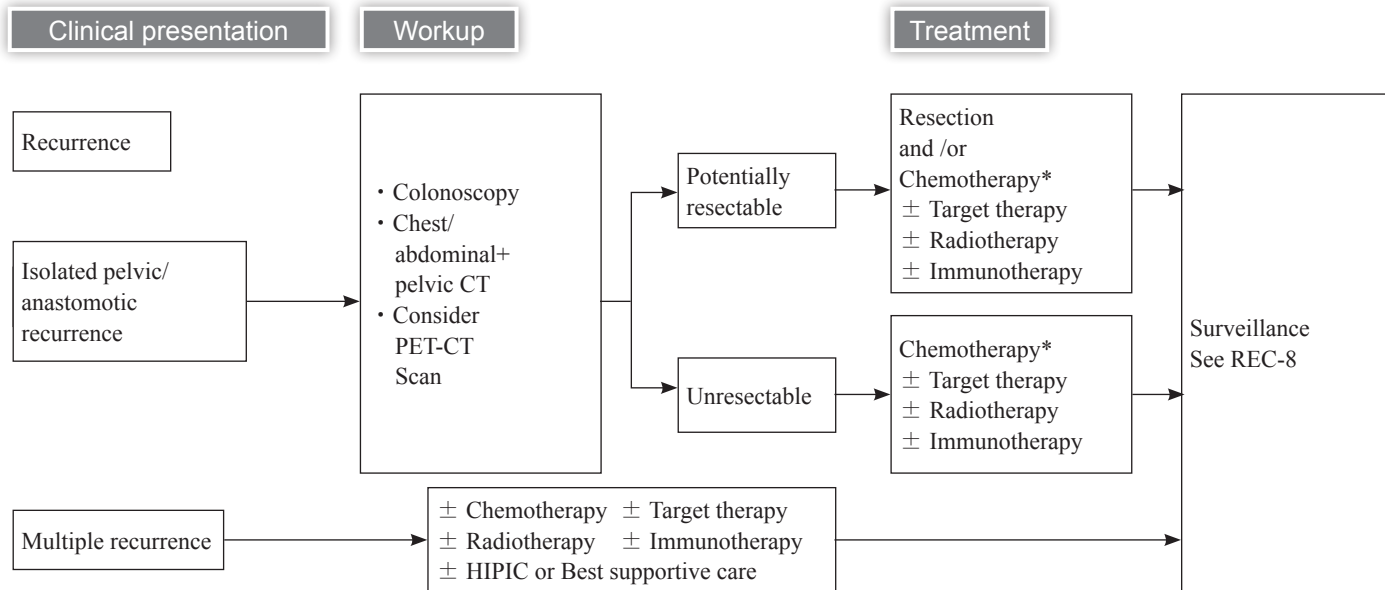 Clinical presentation
Workup
Treatment
Recurrence
Isolated pelvic/
anastomotic
recurrence
・Colonoscopy
・Chest/
abdominal+
pelvic CT
・Consider
PET-CT
Scan
Potentially
resectable
Unresectable
Resection
and /or
Chemotherapy*
± Target therapy
± Radiotherapy
± Immunotherapy
Chemotherapy*
± Target therapy
± Radiotherapy
± Immunotherapy
Surveillance
See REC-8
Multiple recurrence
± Chemotherapy ± Target therapy
± Radiotherapy ± Immunotherapy
± HIPIC or Best supportive care